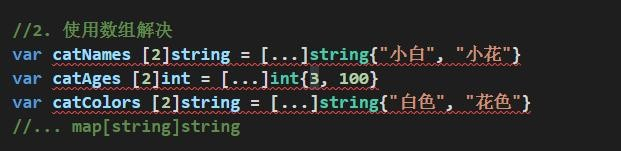 //2. 使用数组解决
var catNames [2]string = [...]string{"小白", "小花"}
var catAges [2]int = [...]int{3, 100}
var catColors [2]string = [...]string{"白色", "花色"}
//... map[string]string